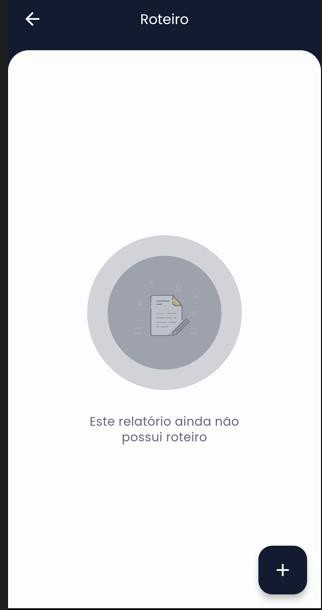 Roteiro
Este relatório ainda não
possui roteiro